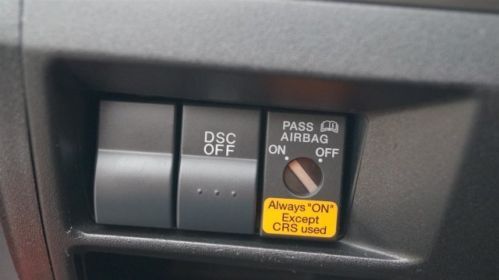 DSC
OFF
PASS
AIRBAG
ON OFF
Always "ON"
Except
CRS used